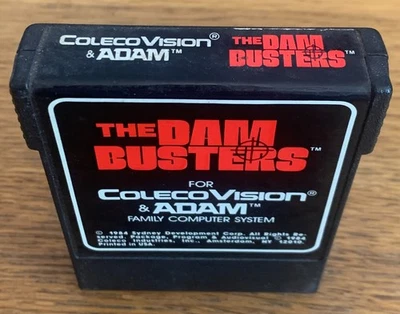 COLECOVISION®
& ADAM™
THE DAM
BUSTERS™
THE DAM
BUSTERS™
FOR
COLECOVISION®
& ADAM™
FAMILY COMPUTER SYSTEM
© 1984 Sydney Development Corp. All Rights Re-
served. Package, Program & Audiovisual © 1984
Coleco Industries, Inc., Amsterdam, NY 12010.
Printed in USA.